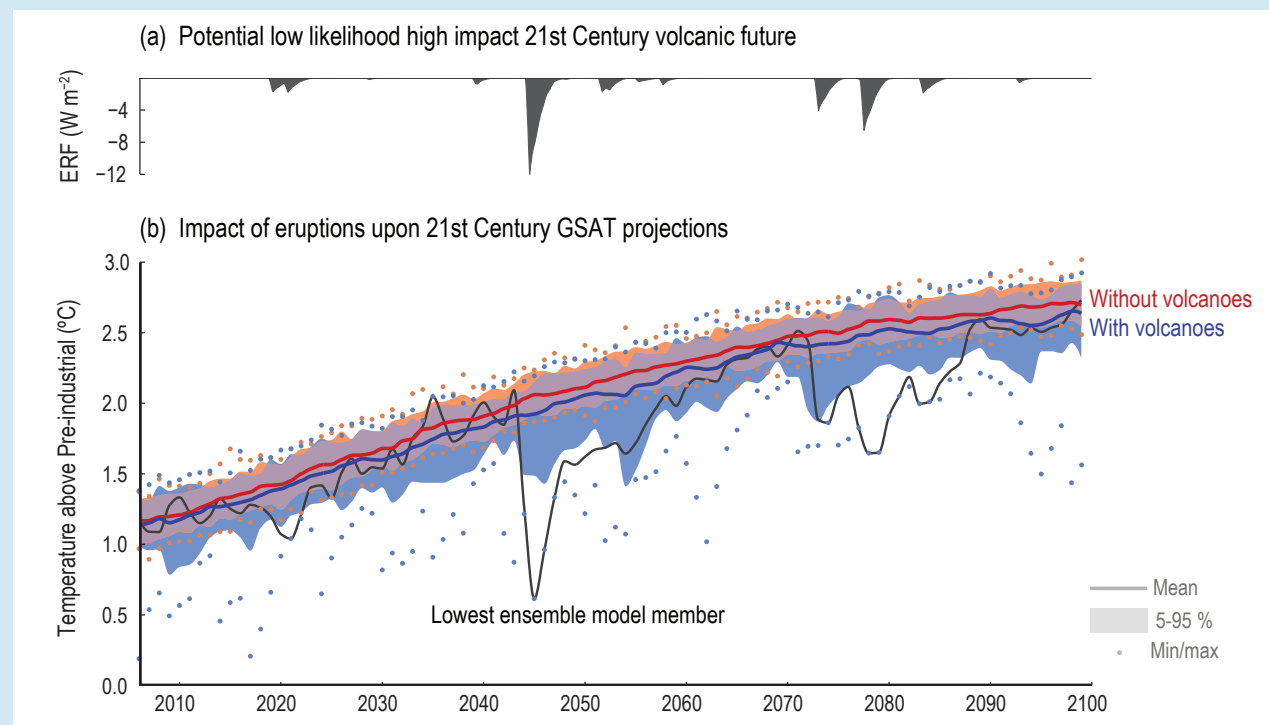 (a) Potential low likelihood high impact 21st Century volcanic future
ERF (W m⁻²)
−4
−8
−12
(b) Impact of eruptions upon 21st Century GSAT projections
Temperature above Pre-industrial (ºC)
3.0
2.5
2.0
1.5
1.0
0.5
0.0
Without volcanoes
With volcanoes
Lowest ensemble model member
Mean
5-95 %
Min/max
2010 2020 2030 2040 2050 2060 2070 2080 2090 2100